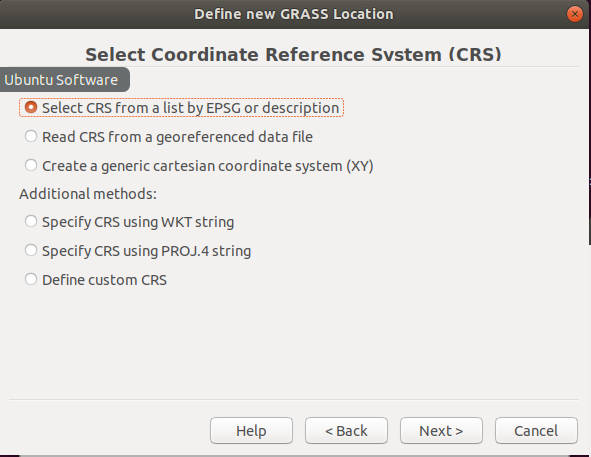 Define new GRASS Location
Select Coordinate Reference System (CRS)
Ubuntu Software
Select CRS from a list by EPSG or description
Read CRS from a georeferenced data file
Create a generic cartesian coordinate system (XY)
Additional methods:
Specify CRS using WKT string
Specify CRS using PROJ.4 string
Define custom CRS
Help
< Back
Next >
Cancel